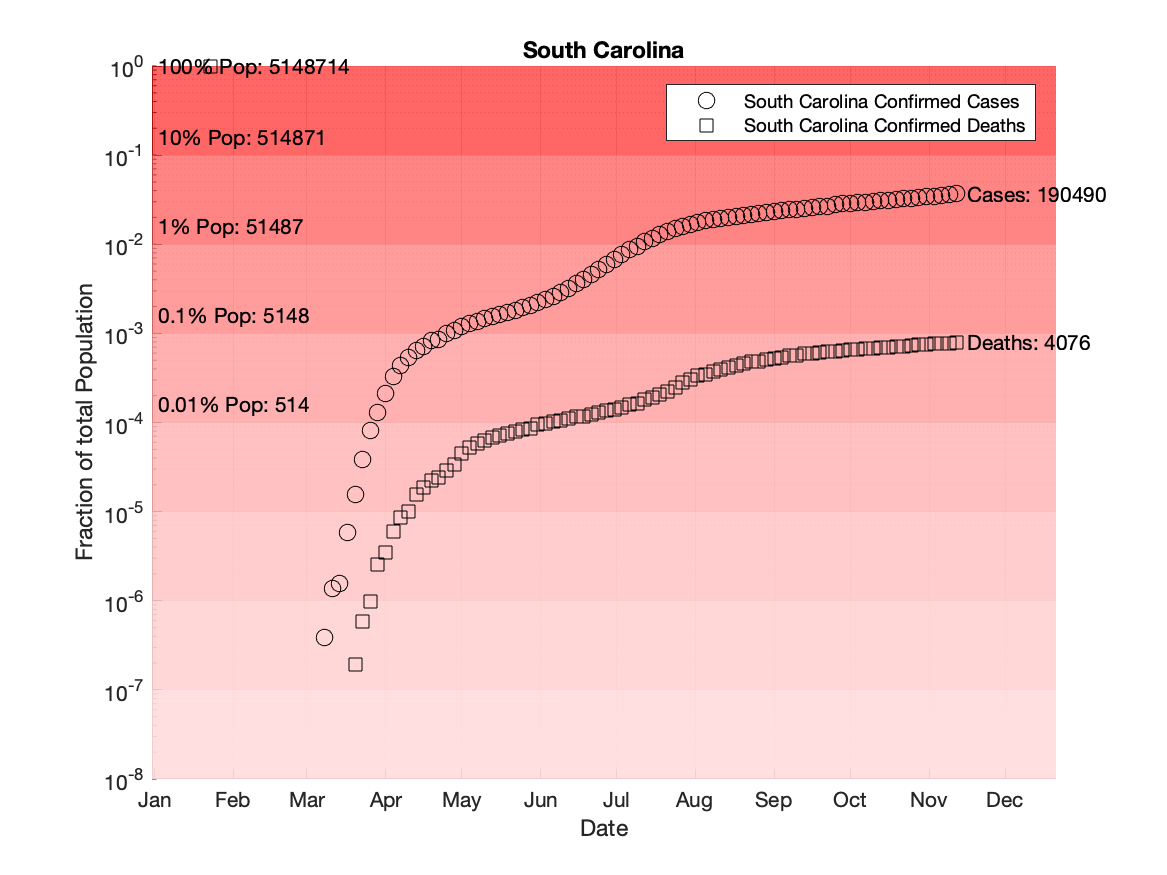 South Carolina
South Carolina Confirmed Cases
South Carolina Confirmed Deaths
100% Pop: 5148714
10% Pop: 514871
1% Pop: 51487
0.1% Pop: 5148
0.01% Pop: 514
Cases: 190490
Deaths: 4076
Fraction of total Population
10^0
10^-1
10^-2
10^-3
10^-4
10^-5
10^-6
10^-7
10^-8
Jan Feb Mar Apr May Jun Jul Aug Sep Oct Nov Dec
Date